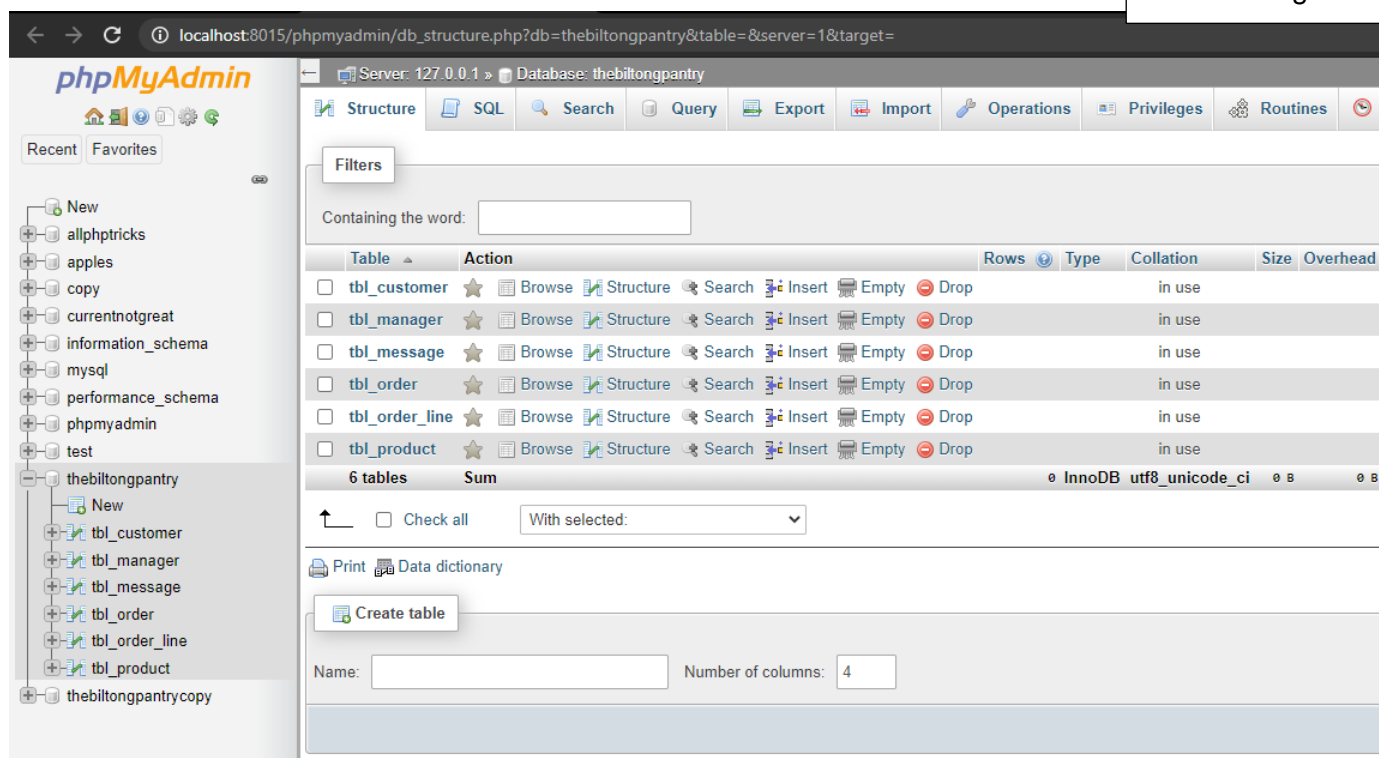 localhost:8015/phpmyadmin/db_structure.php?db=thebiltongpantry&table=&server=1&target=
phpMyAdmin
Recent Favorites
New
allphptricks
apples
copy
currentnotgreat
information_schema
mysql
performance_schema
phpmyadmin
test
thebiltongpantry
New
tbl_customer
tbl_manager
tbl_message
tbl_order
tbl_order_line
tbl_product
thebiltongpantrycopy
Server: 127.0.0.1 » Database: thebiltongpantry
Structure SQL Search Query Export Import Operations Privileges Routines
Filters
Containing the word:
Table Action Rows Type Collation Size Overhead
tbl_customer Browse Structure Search Insert Empty Drop in use
tbl_manager Browse Structure Search Insert Empty Drop in use
tbl_message Browse Structure Search Insert Empty Drop in use
tbl_order Browse Structure Search Insert Empty Drop in use
tbl_order_line Browse Structure Search Insert Empty Drop in use
tbl_product Browse Structure Search Insert Empty Drop in use
6 tables Sum 0 InnoDB utf8_unicode_ci 0 B 0 B
Check all With selected:
Print Data dictionary
Create table
Name: Number of columns: 4